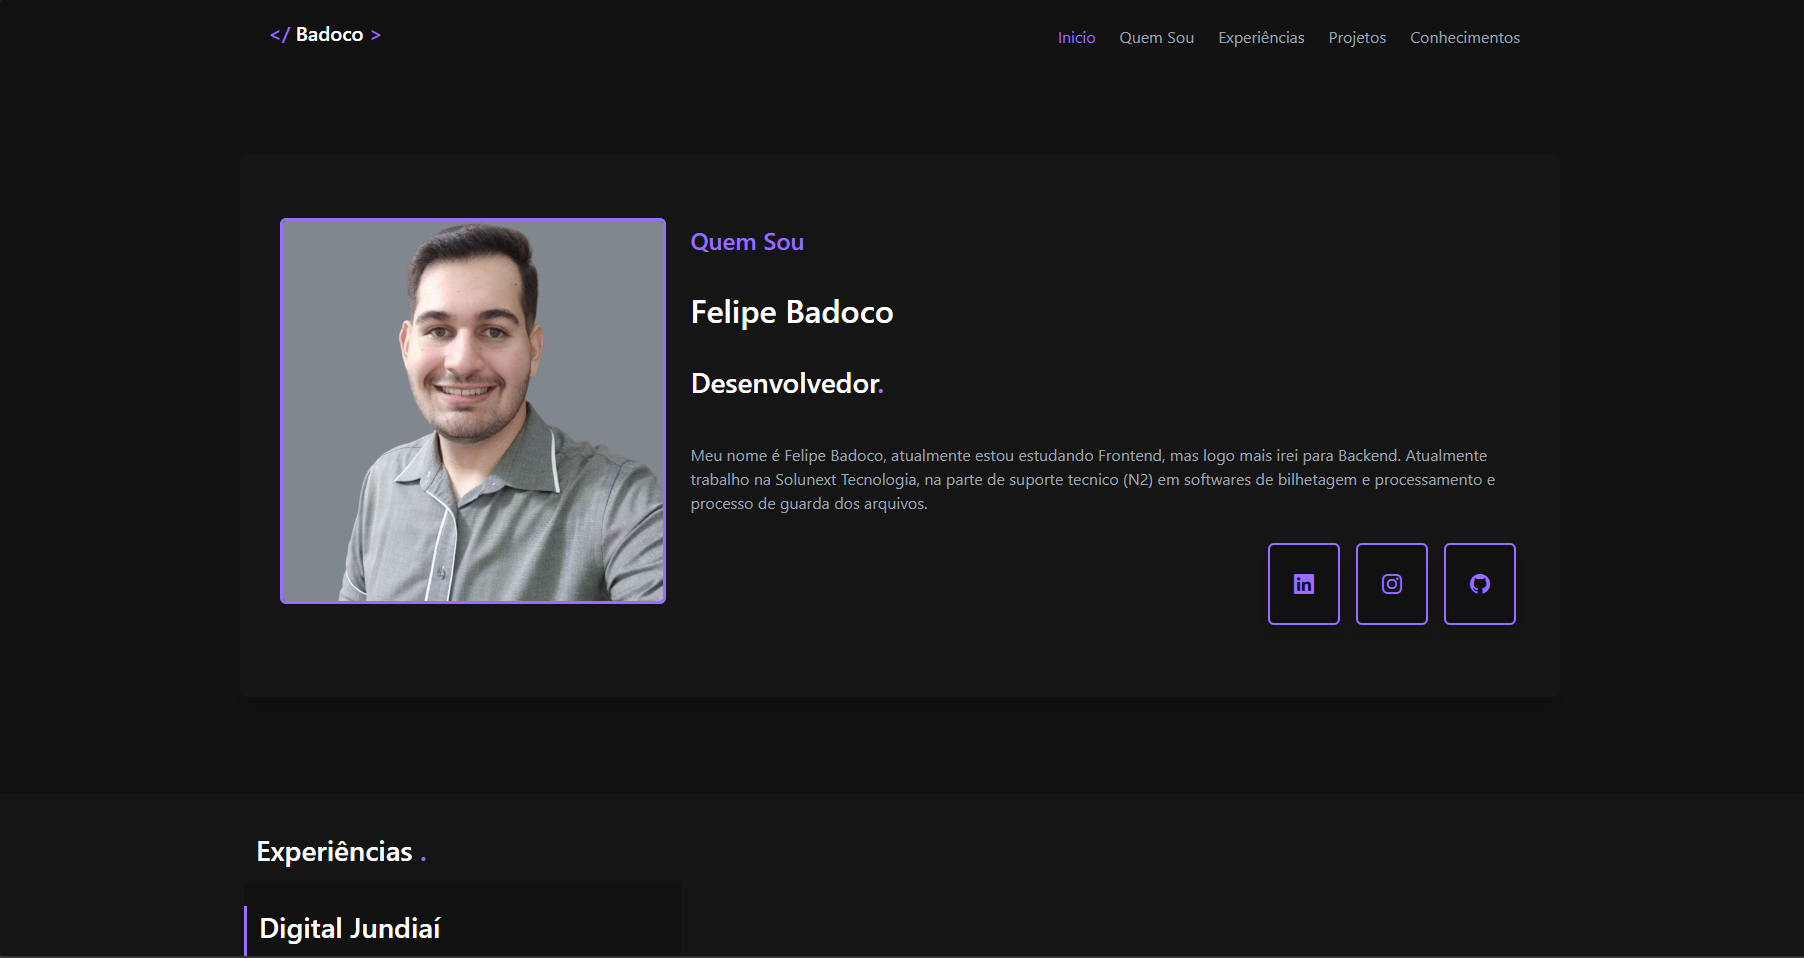 </ Badoco >
Inicio Quem Sou Experiências Projetos Conhecimentos
Quem Sou
Felipe Badoco
Desenvolvedor.
Meu nome é Felipe Badoco, atualmente estou estudando Frontend, mas logo mais irei para Backend. Atualmente
trabalho na Solunext Tecnologia, na parte de suporte tecnico (N2) em softwares de bilhetagem e processamento e
processo de guarda dos arquivos.
in
Experiências .
Digital Jundiaí